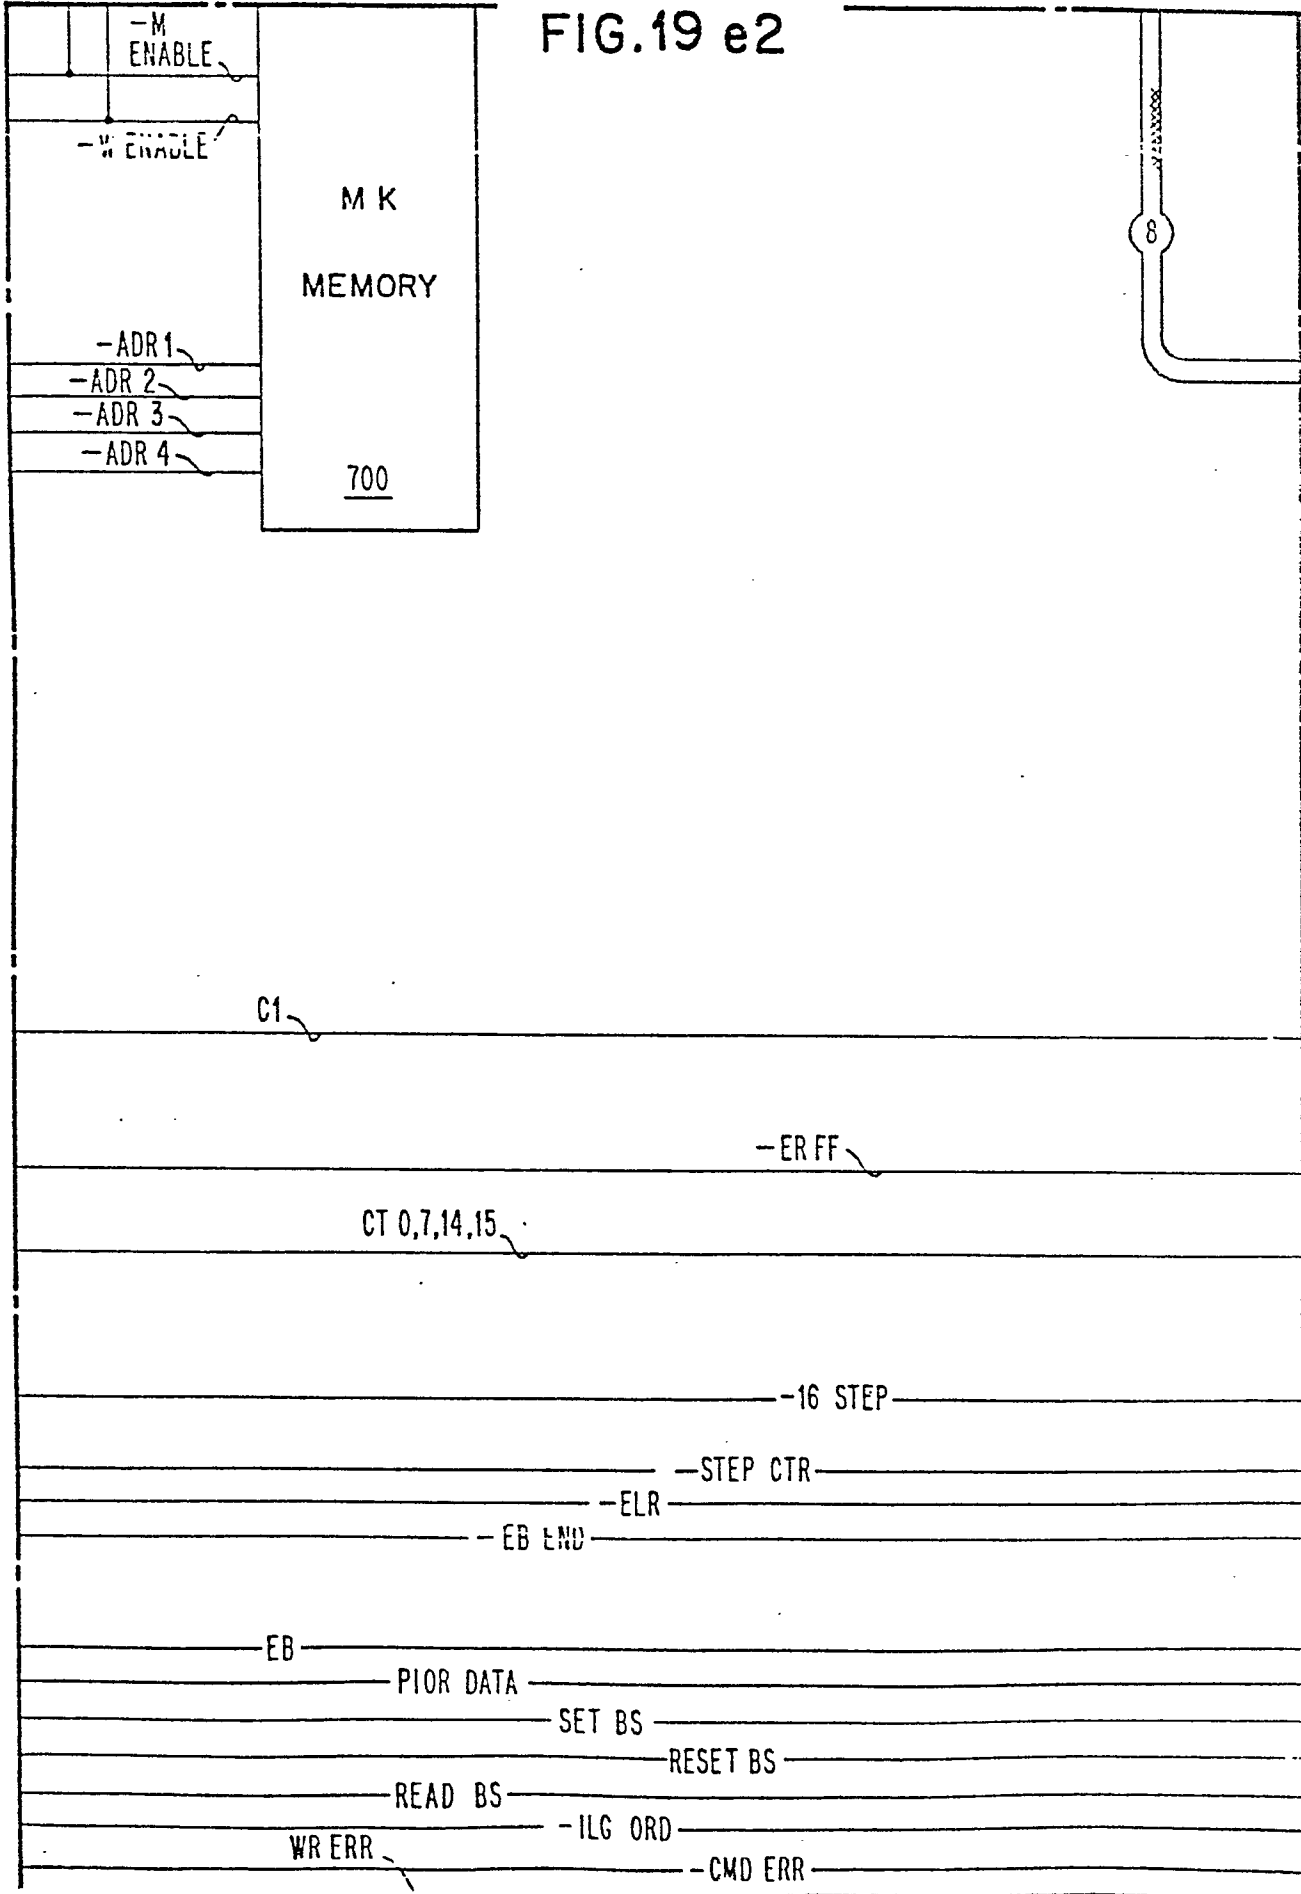 FIG.19 e2
-M
ENABLE
-W ENABLE
M K
MEMORY
8
-ADR 1
-ADR 2
-ADR 3
-ADR 4
700
C1
-ER FF
CT 0,7,14,15
-16 STEP
-STEP CTR
-ELR
-EB END
EB
PIOR DATA
SET BS
RESET BS
READ BS
-ILG ORD
WR ERR
-CMD ERR